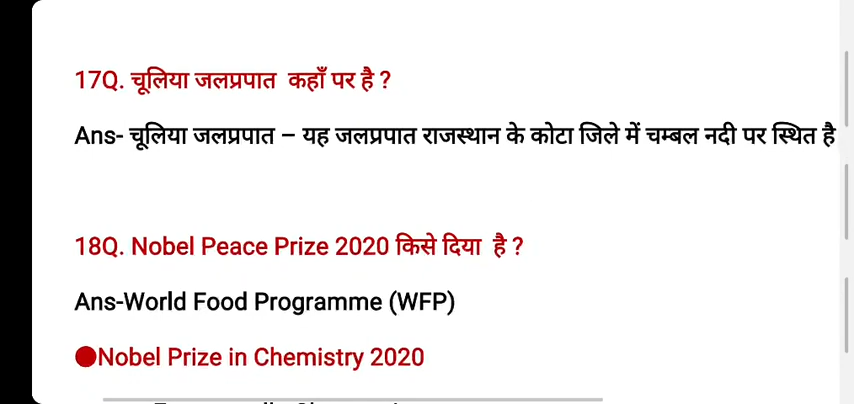 17Q. चूलिया जलप्रपात कहाँ पर है ?
Ans- चूलिया जलप्रपात – यह जलप्रपात राजस्थान के कोटा जिले में चम्बल नदी पर स्थित है
18Q. Nobel Peace Prize 2020 किसे दिया है ?
Ans-World Food Programme (WFP)
●Nobel Prize in Chemistry 2020